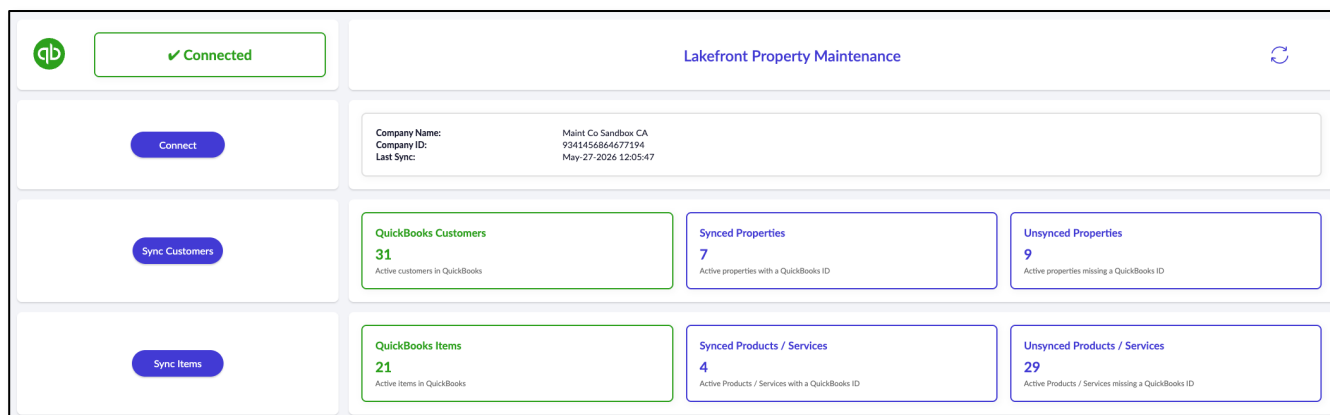 qb
✔ Connected
Lakefront Property Maintenance
Connect
Company Name: Maint Co Sandbox CA
Company ID: 9341456864677194
Last Sync: May-27-2026 12:05:47
Sync Customers
QuickBooks Customers
31
Active customers in QuickBooks
Synced Properties
7
Active properties with a QuickBooks ID
Unsynced Properties
9
Active properties missing a QuickBooks ID
Sync Items
QuickBooks Items
21
Active items in QuickBooks
Synced Products / Services
4
Active Products / Services with a QuickBooks ID
Unsynced Products / Services
29
Active Products / Services missing a QuickBooks ID